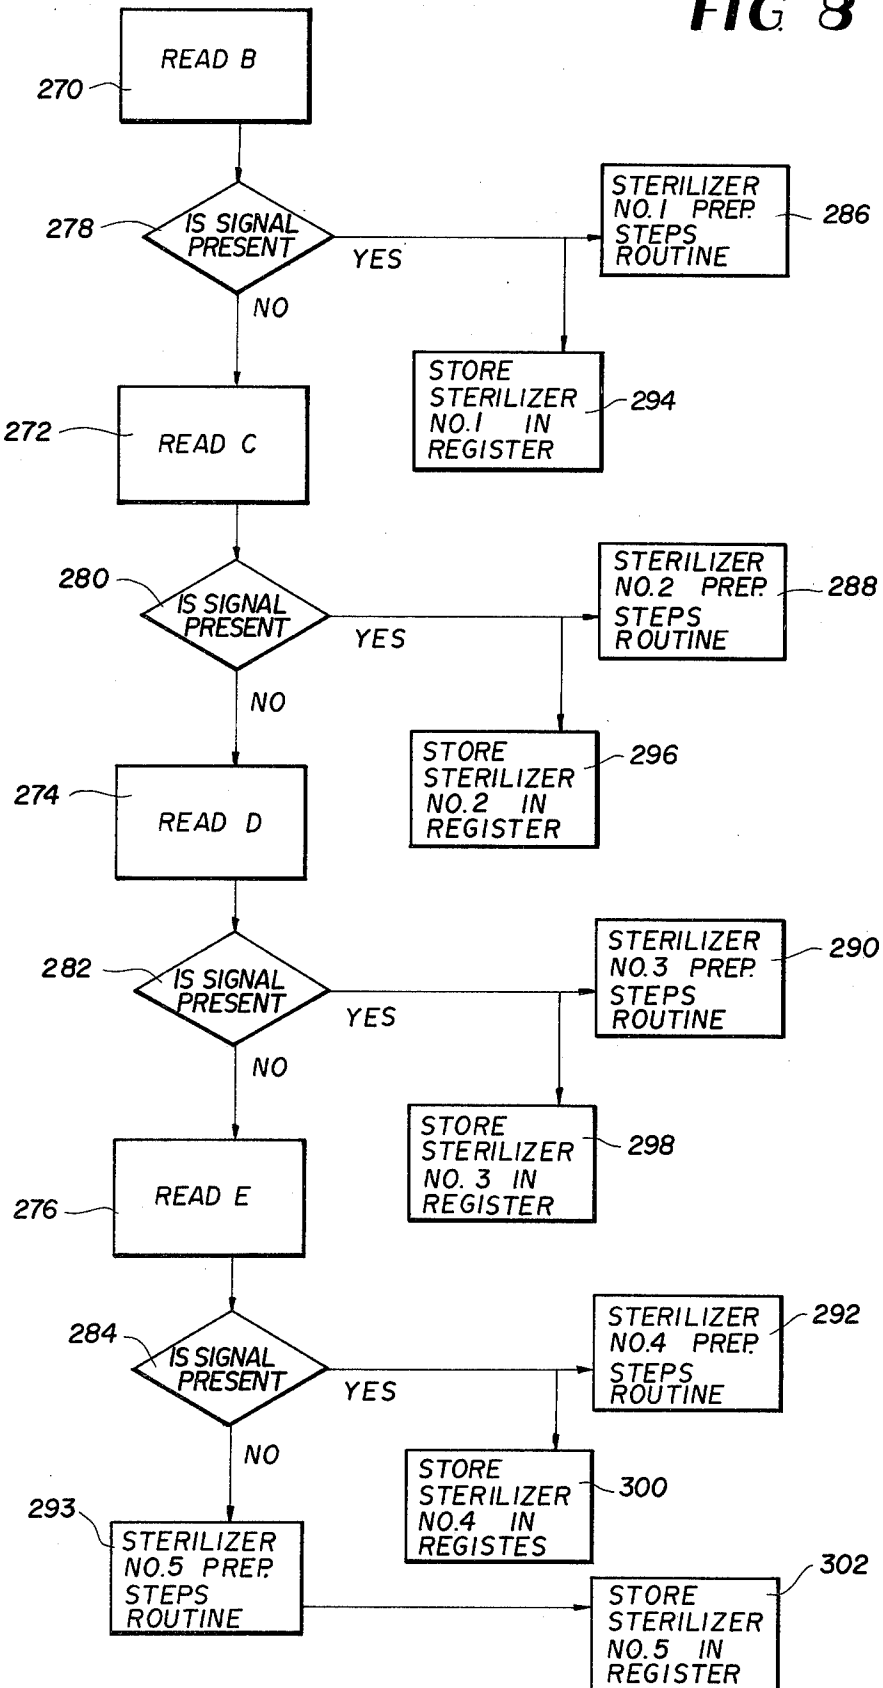 FIG. 8
READ B
270
278
IS SIGNAL
PRESENT
YES
NO
STERILIZER
NO.1 PREP.
STEPS
ROUTINE
286
STORE
STERILIZER
NO.1 IN
REGISTER
294
272
READ C
280
IS SIGNAL
PRESENT
YES
NO
STERILIZER
NO.2 PREP.
STEPS
ROUTINE
288
STORE
STERILIZER
NO.2 IN
REGISTER
296
274
READ D
282
IS SIGNAL
PRESENT
YES
NO
STERILIZER
NO.3 PREP.
STEPS
ROUTINE
290
STORE
STERILIZER
NO. 3 IN
REGISTER
298
276
READ E
284
IS SIGNAL
PRESENT
YES
NO
STERILIZER
NO.4 PREP.
STEPS
ROUTINE
292
STORE
STERILIZER
NO.4 IN
REGISTES
300
293
STERILIZER
NO.5 PREP.
STEPS
ROUTINE
STORE
STERILIZER
NO.5 IN
REGISTER
302